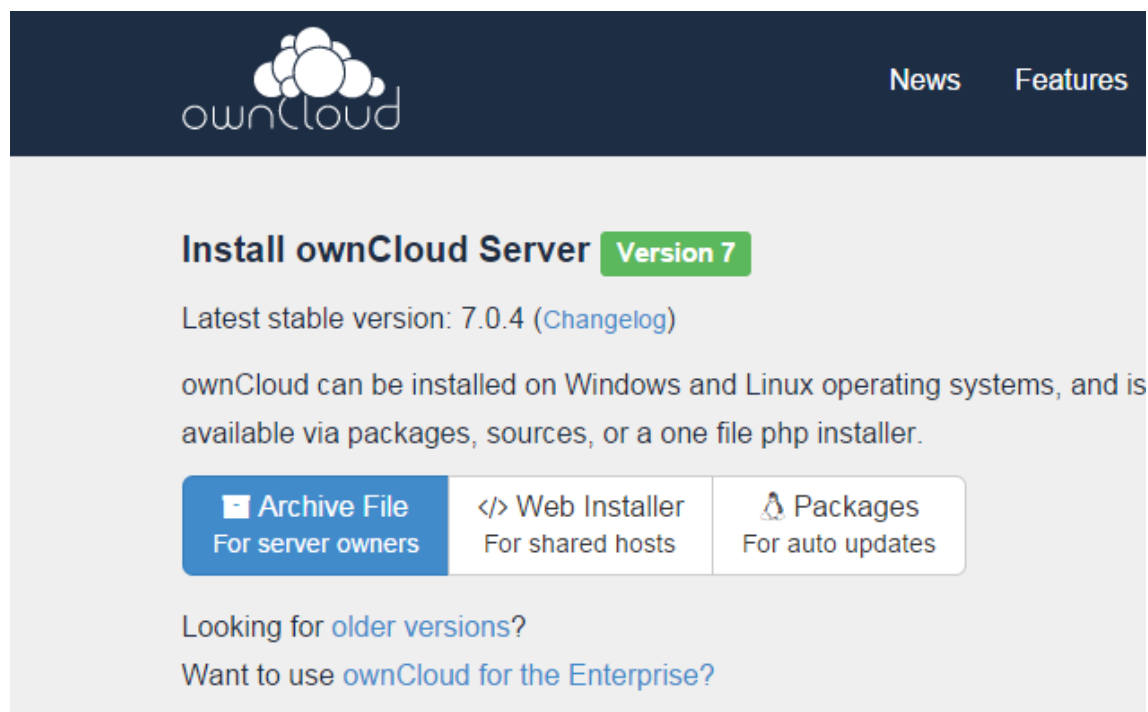 ownCloud
News Features
Install ownCloud Server Version 7
Latest stable version: 7.0.4 (Changelog)
ownCloud can be installed on Windows and Linux operating systems, and is
available via packages, sources, or a one file php installer.
Archive File </> Web Installer Packages
For server owners For shared hosts For auto updates
Looking for older versions?
Want to use ownCloud for the Enterprise?